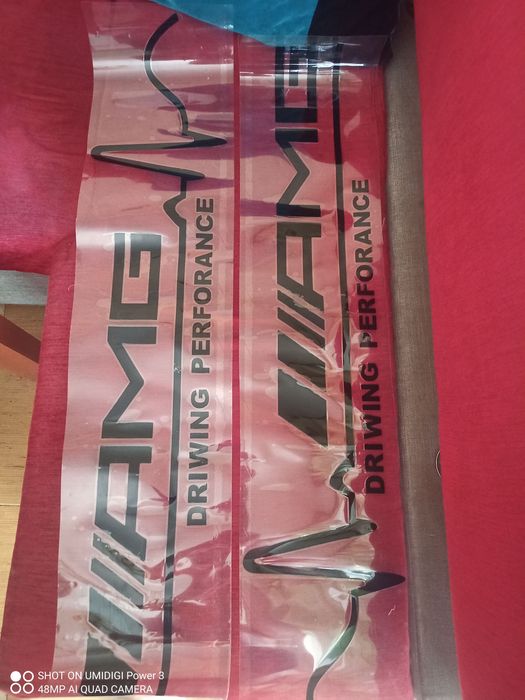 AMG
DRIWING PERFORANCE
AMG
DRIWING PERFORANCE
SHOT ON UMIDIGI Power 3
48MP AI QUAD CAMERA